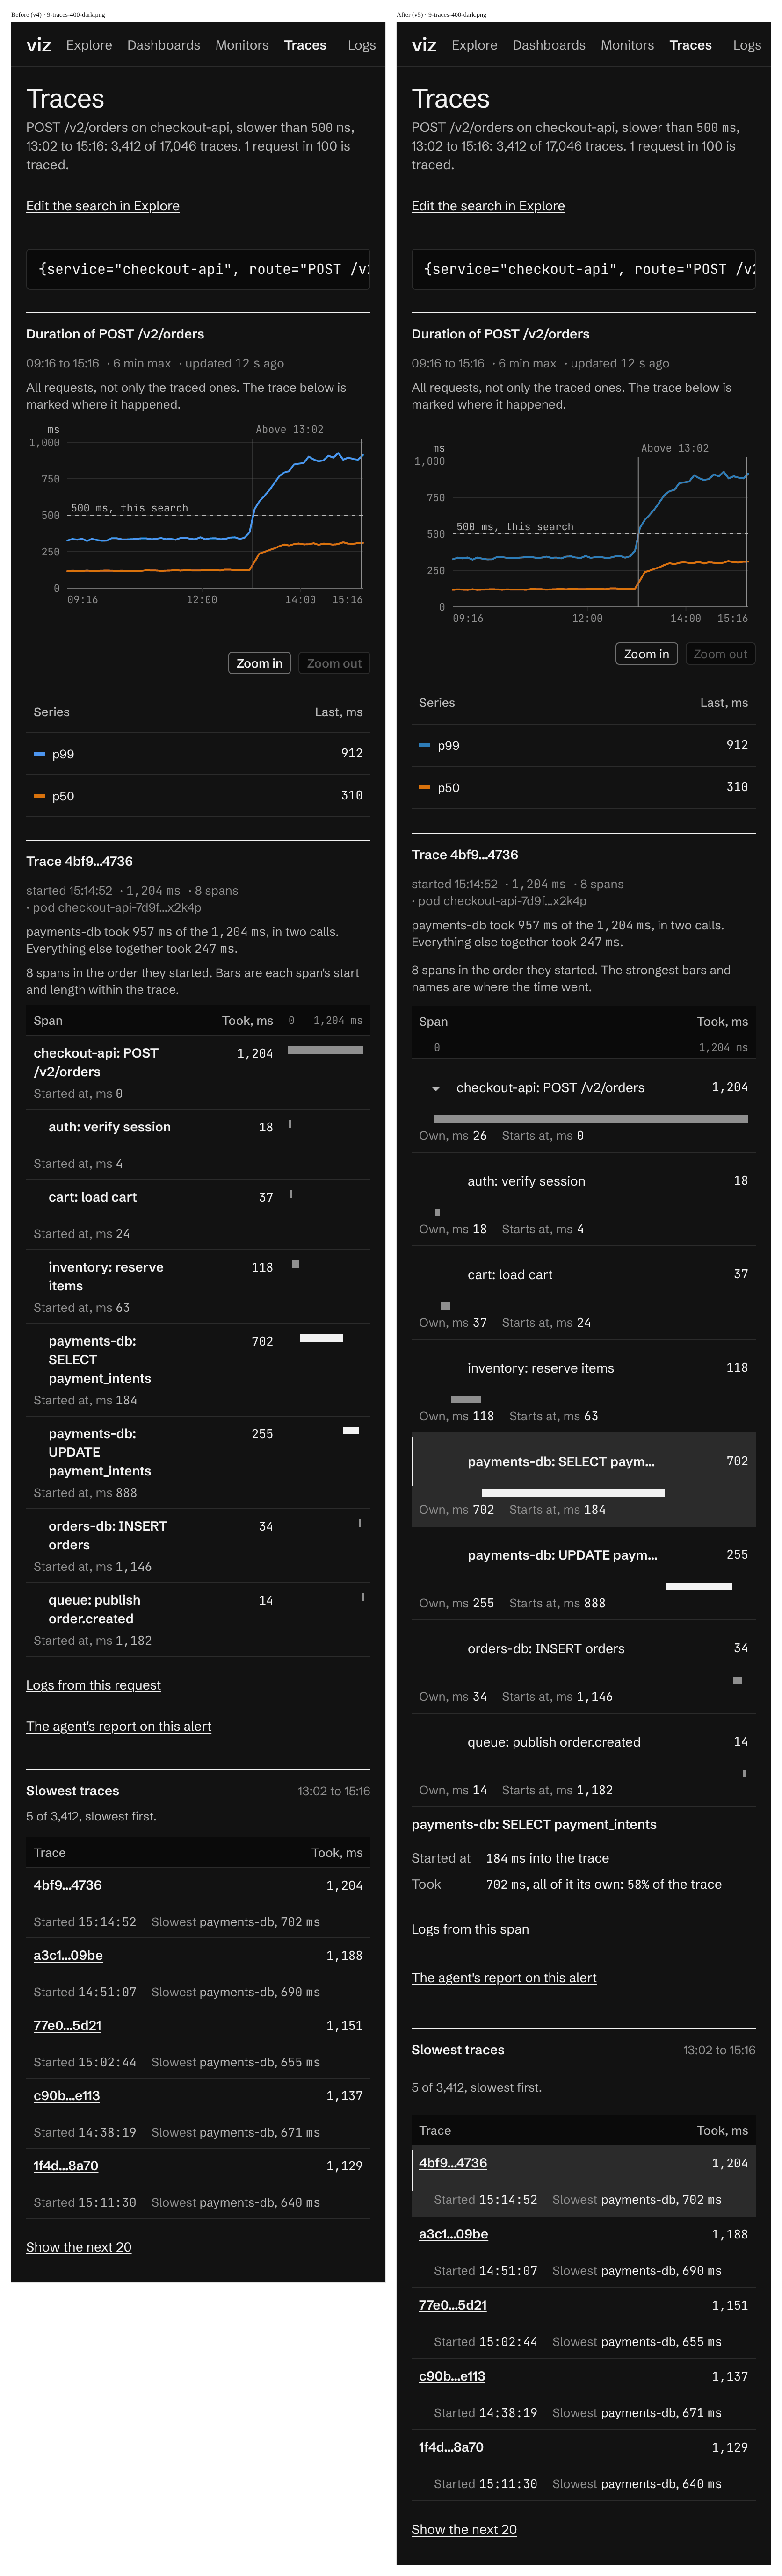 Before (v4) · 9-traces-400-dark.png
viz Explore Dashboards Monitors Traces Logs
Traces
POST /v2/orders on checkout-api, slower than 500 ms,
13:02 to 15:16: 3,412 of 17,046 traces. 1 request in 100 is
traced.
Edit the search in Explore
{service="checkout-api", route="POST /v2
Duration of POST /v2/orders
09:16 to 15:16 · 6 min max · updated 12 s ago
All requests, not only the traced ones. The trace below is
marked where it happened.
ms
Above 13:02
1,000
750
500 ms, this search
500
250
0
09:16 12:00 14:00 15:16
Zoom in Zoom out
Series Last, ms
p99 912
p50 310
Trace 4bf9…4736
started 15:14:52 · 1,204 ms · 8 spans
· pod checkout-api-7d9f…x2k4p
payments-db took 957 ms of the 1,204 ms, in two calls.
Everything else together took 247 ms.
8 spans in the order they started. Bars are each span's start
and length within the trace.
Span Took, ms 0 1,204 ms
checkout-api: POST 1,204
/v2/orders
Started at, ms 0
auth: verify session 18
Started at, ms 4
cart: load cart 37
Started at, ms 24
inventory: reserve 118
items
Started at, ms 63
payments-db: 702
SELECT
payment_intents
Started at, ms 184
payments-db: 255
UPDATE
payment_intents
Started at, ms 888
orders-db: INSERT 34
orders
Started at, ms 1,146
queue: publish 14
order.created
Started at, ms 1,182
Logs from this request
The agent's report on this alert
Slowest traces 13:02 to 15:16
5 of 3,412, slowest first.
Trace Took, ms
4bf9…4736 1,204
Started 15:14:52 Slowest payments-db, 702 ms
a3c1…09be 1,188
Started 14:51:07 Slowest payments-db, 690 ms
77e0…5d21 1,151
Started 15:02:44 Slowest payments-db, 655 ms
c90b…e113 1,137
Started 14:38:19 Slowest payments-db, 671 ms
1f4d…8a70 1,129
Started 15:11:30 Slowest payments-db, 640 ms
Show the next 20
After (v5) · 9-traces-400-dark.png
viz Explore Dashboards Monitors Traces Logs
Traces
POST /v2/orders on checkout-api, slower than 500 ms,
13:02 to 15:16: 3,412 of 17,046 traces. 1 request in 100 is
traced.
Edit the search in Explore
{service="checkout-api", route="POST /v2
Duration of POST /v2/orders
09:16 to 15:16 · 6 min max · updated 12 s ago
All requests, not only the traced ones. The trace below is
marked where it happened.
ms
Above 13:02
1,000
750
500 ms, this search
500
250
0
09:16 12:00 14:00 15:16
Zoom in Zoom out
Series Last, ms
p99 912
p50 310
Trace 4bf9…4736
started 15:14:52 · 1,204 ms · 8 spans
· pod checkout-api-7d9f…x2k4p
payments-db took 957 ms of the 1,204 ms, in two calls.
Everything else together took 247 ms.
8 spans in the order they started. The strongest bars and
names are where the time went.
Span Took, ms
0 1,204 ms
checkout-api: POST /v2/orders 1,204
Own, ms 26 Starts at, ms 0
auth: verify session 18
Own, ms 18 Starts at, ms 4
cart: load cart 37
Own, ms 37 Starts at, ms 24
inventory: reserve items 118
Own, ms 118 Starts at, ms 63
payments-db: SELECT paym… 702
Own, ms 702 Starts at, ms 184
payments-db: UPDATE paym… 255
Own, ms 255 Starts at, ms 888
orders-db: INSERT orders 34
Own, ms 34 Starts at, ms 1,146
queue: publish order.created 14
Own, ms 14 Starts at, ms 1,182
payments-db: SELECT payment_intents
Started at 184 ms into the trace
Took 702 ms, all of it its own: 58% of the trace
Logs from this span
The agent's report on this alert
Slowest traces 13:02 to 15:16
5 of 3,412, slowest first.
Trace Took, ms
4bf9…4736 1,204
Started 15:14:52 Slowest payments-db, 702 ms
a3c1…09be 1,188
Started 14:51:07 Slowest payments-db, 690 ms
77e0…5d21 1,151
Started 15:02:44 Slowest payments-db, 655 ms
c90b…e113 1,137
Started 14:38:19 Slowest payments-db, 671 ms
1f4d…8a70 1,129
Started 15:11:30 Slowest payments-db, 640 ms
Show the next 20